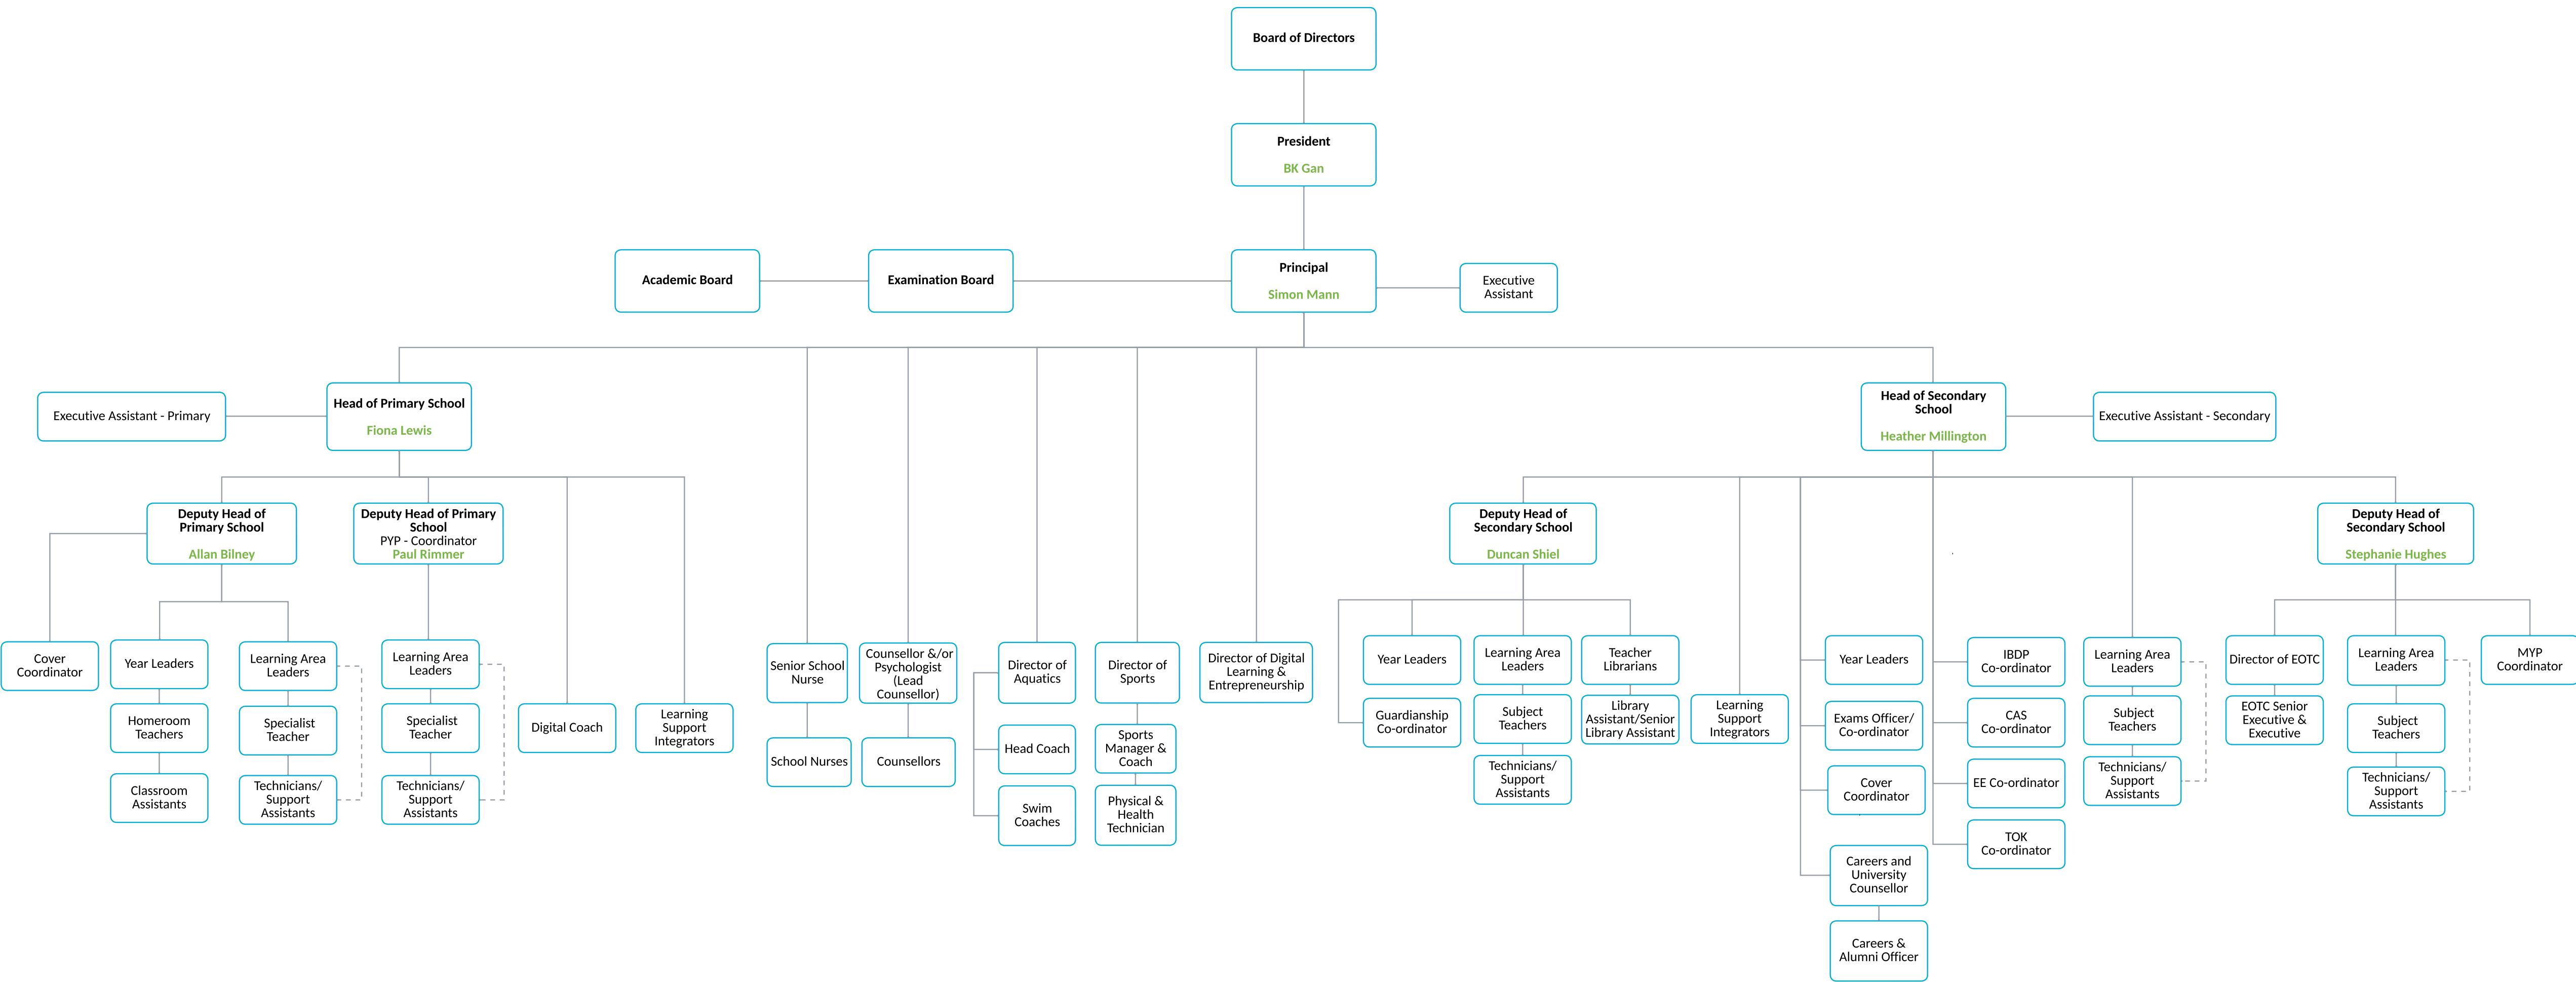 Board of Directors
President
BK Gan
Academic Board
Examination Board
Principal
Simon Mann
Executive
Assistant
Executive Assistant - Primary
Head of Primary School
Fiona Lewis
Head of Secondary
School
Heather Millington
Executive Assistant - Secondary
Deputy Head of
Primary School
Allan Bilney
Deputy Head of Primary
School
PYP - Coordinator
Paul Rimmer
Deputy Head of
Secondary School
Duncan Shiel
Deputy Head of
Secondary School
Stephanie Hughes
Cover
Coordinator
Year Leaders
Homeroom
Teachers
Classroom
Assistants
Learning Area
Leaders
Specialist
Teacher
Technicians/
Support
Assistants
Learning Area
Leaders
Specialist
Teacher
Technicians/
Support
Assistants
Digital Coach
Learning
Support
Integrators
Senior School
Nurse
School Nurses
Counsellor &/or
Psychologist
(Lead
Counsellor)
Counsellors
Director of
Aquatics
Head Coach
Swim
Coaches
Director of
Sports
Sports
Manager &
Coach
Physical &
Health
Technician
Director of Digital
Learning &
Entrepreneurship
Year Leaders
Guardianship
Co-ordinator
Learning Area
Leaders
Subject
Teachers
Technicians/
Support
Assistants
Teacher
Librarians
Library
Assistant/Senior
Library Assistant
Learning
Support
Integrators
Year Leaders
Exams Officer/
Co-ordinator
Cover
Coordinator
Careers and
University
Counsellor
Careers &
Alumni Officer
IBDP
Co-ordinator
CAS
Co-ordinator
EE Co-ordinator
TOK
Co-ordinator
Learning Area
Leaders
Subject
Teachers
Technicians/
Support
Assistants
Director of EOTC
EOTC Senior
Executive &
Executive
Learning Area
Leaders
Subject
Teachers
Technicians/
Support
Assistants
MYP
Coordinator